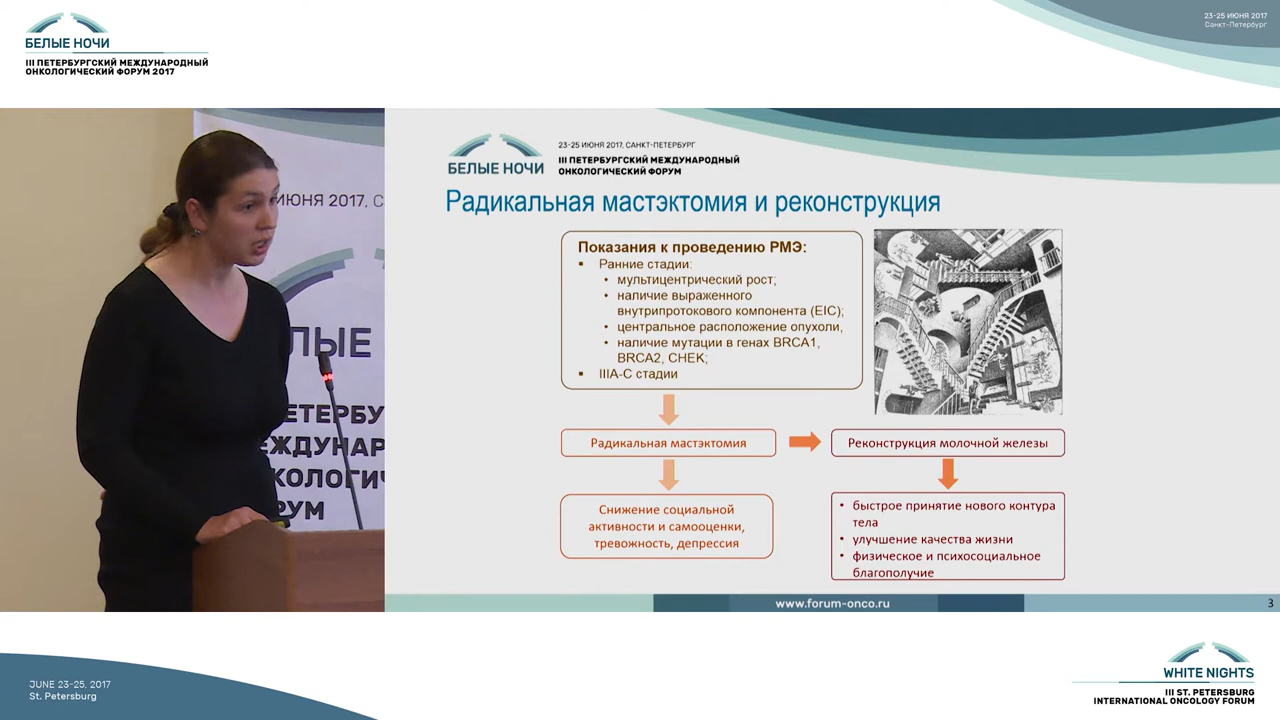 БЕЛЫЕ НОЧИ
III ПЕТЕРБУРГСКИЙ МЕЖДУНАРОДНЫЙ
ОНКОЛОГИЧЕСКИЙ ФОРУМ 2017
23-25 ИЮНЯ 2017
Санкт-Петербург
ИЮНЯ 2017, С
ЛЫЕ
ЕТЕРБУ
ЕЖДУНАР
КОЛОГИЧ
РУМ
БЕЛЫЕ НОЧИ
23-25 ИЮНЯ 2017, САНКТ-ПЕТЕРБУРГ
III ПЕТЕРБУРГСКИЙ МЕЖДУНАРОДНЫЙ
ОНКОЛОГИЧЕСКИЙ ФОРУМ
Радикальная мастэктомия и реконструкция
Показания к проведению РМЭ:
▪ Ранние стадии:
• мультицентрический рост;
• наличие выраженного
внутрипротокового компонента (EIC);
• центральное расположение опухоли,
• наличие мутации в генах BRCA1,
BRCA2, CHEK;
▪ IIIA-C стадии
Радикальная мастэктомия
Реконструкция молочной железы
Снижение социальной
активности и самооценки,
тревожность, депрессия
• быстрое принятие нового контура
тела
• улучшение качества жизни
• физическое и психосоциальное
благополучие
www.forum-onco.ru
3
JUNE 23-25, 2017
St. Petersburg
WHITE NIGHTS
III ST. PETERSBURG
INTERNATIONAL ONCOLOGY FORUM